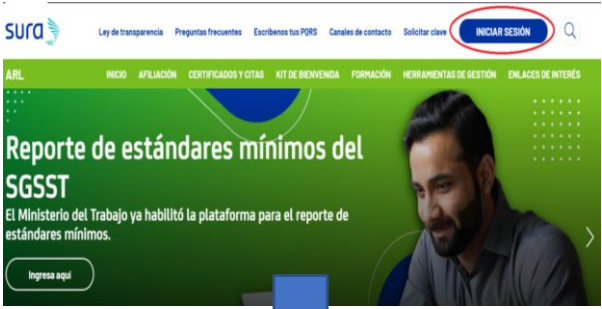 sura
Ley de transparencia Preguntas frecuentes Escríbenos tus PQRS Canales de contacto Solicitar clave INICIAR SESIÓN
ARL INICIO AFILIACIÓN CERTIFICADOS Y CITAS KIT DE BIENVENIDA FORMACIÓN HERRAMIENTAS DE GESTIÓN ENLACES DE INTERÉS
Reporte de estándares mínimos del
SGSST
El Ministerio del Trabajo ya habilitó la plataforma para el reporte de
estándares mínimos.
Ingresa aquí